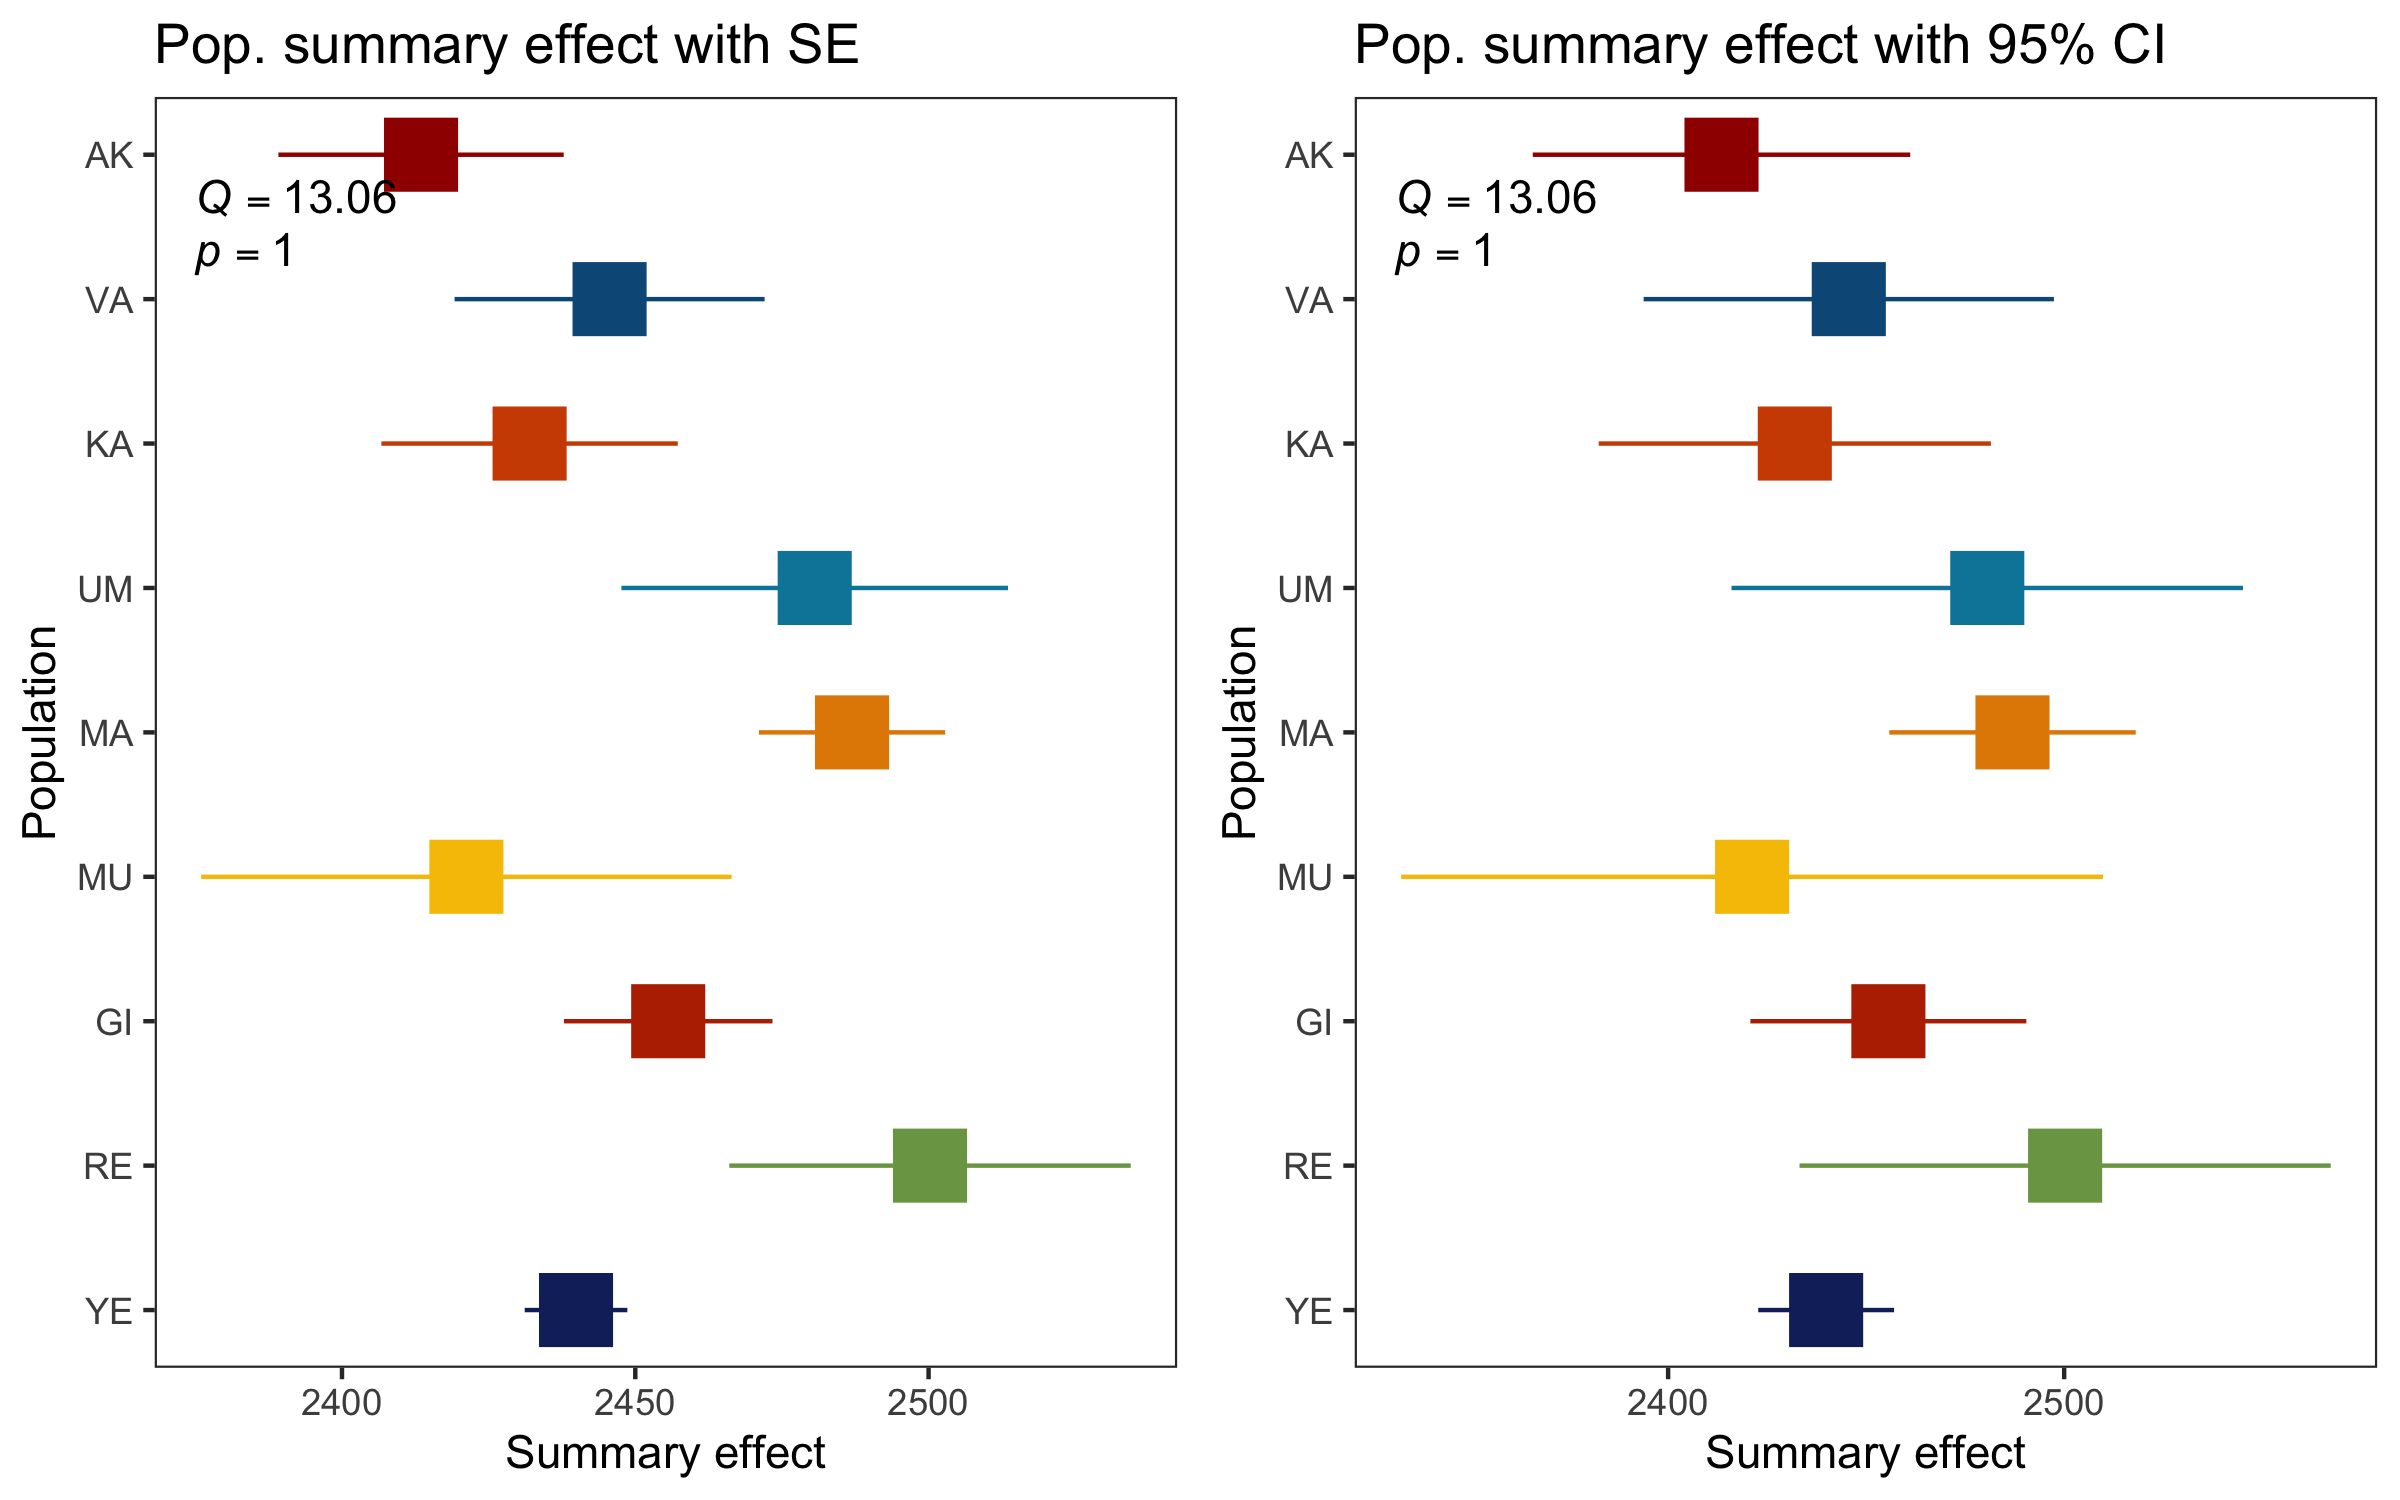 Pop. summary effect with SE
Q = 13.06
p = 1
Population
AK
VA
KA
UM
MA
MU
GI
RE
YE
2400 2450 2500
Summary effect
Pop. summary effect with 95% CI
Q = 13.06
p = 1
Population
AK
VA
KA
UM
MA
MU
GI
RE
YE
2400 2500
Summary effect